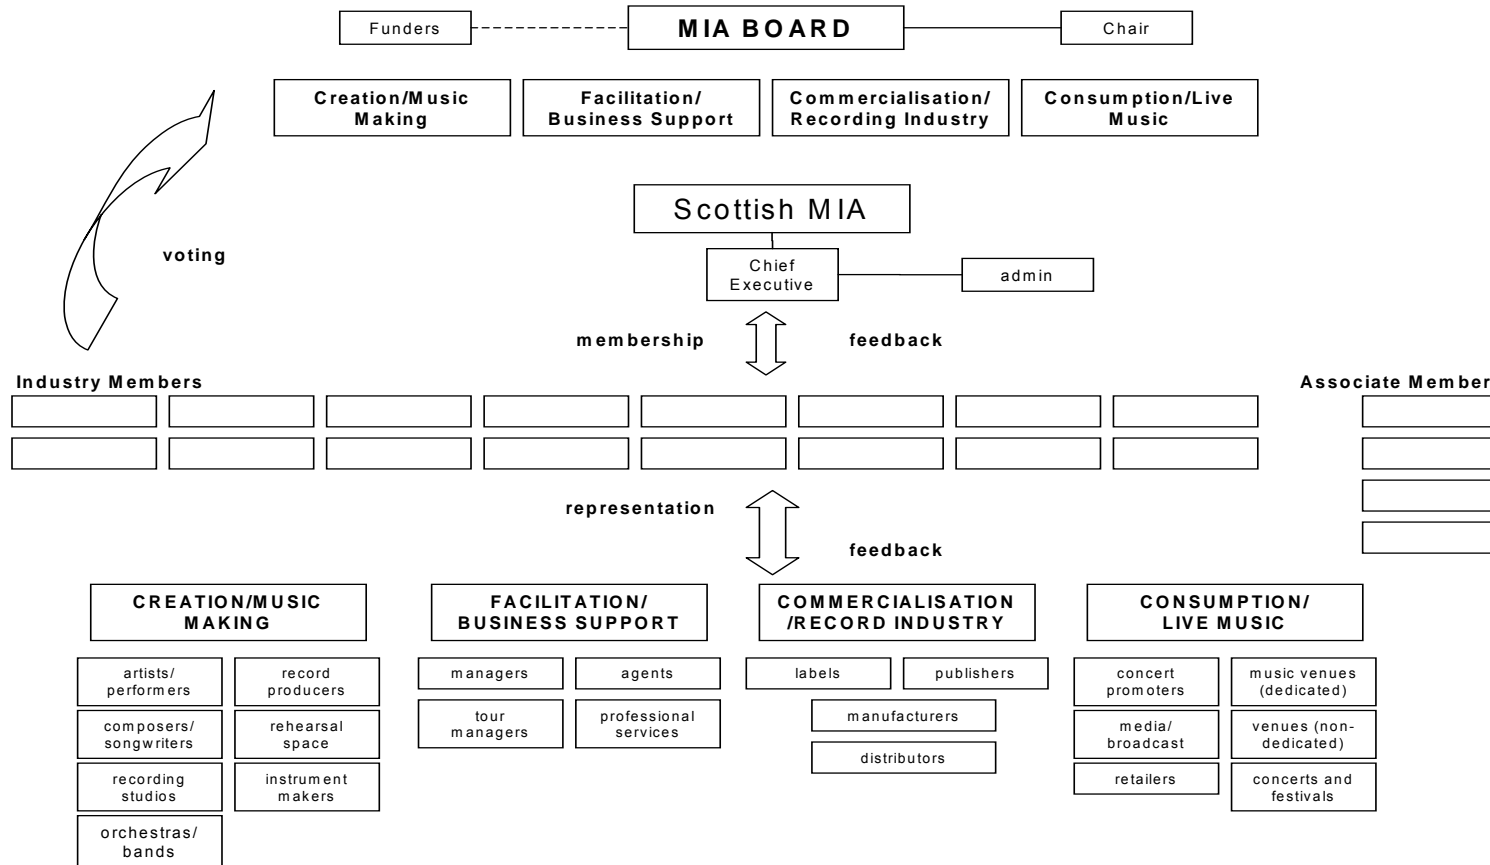 Funders
MIA BOARD
Chair
Creation/Music
Making
Facilitation/
Business Support
Commercialisation/
Recording Industry
Consumption/Live
Music
Scottish MIA
voting
Chief
Executive
admin
membership
feedback
Industry Members
Associate Member
representation
feedback
CREATION/MUSIC
MAKING
FACILITATION/
BUSINESS SUPPORT
COMMERCIALISATION
/RECORD INDUSTRY
CONSUMPTION/
LIVE MUSIC
artists/
performers
record
producers
composers/
songwriters
rehearsal
space
recording
studios
instrument
makers
orchestras/
bands
managers
agents
tour
managers
professional
services
labels
publishers
manufacturers
distributors
concert
promoters
music venues
(dedicated)
media/
broadcast
venues (non-
dedicated)
retailers
concerts and
festivals